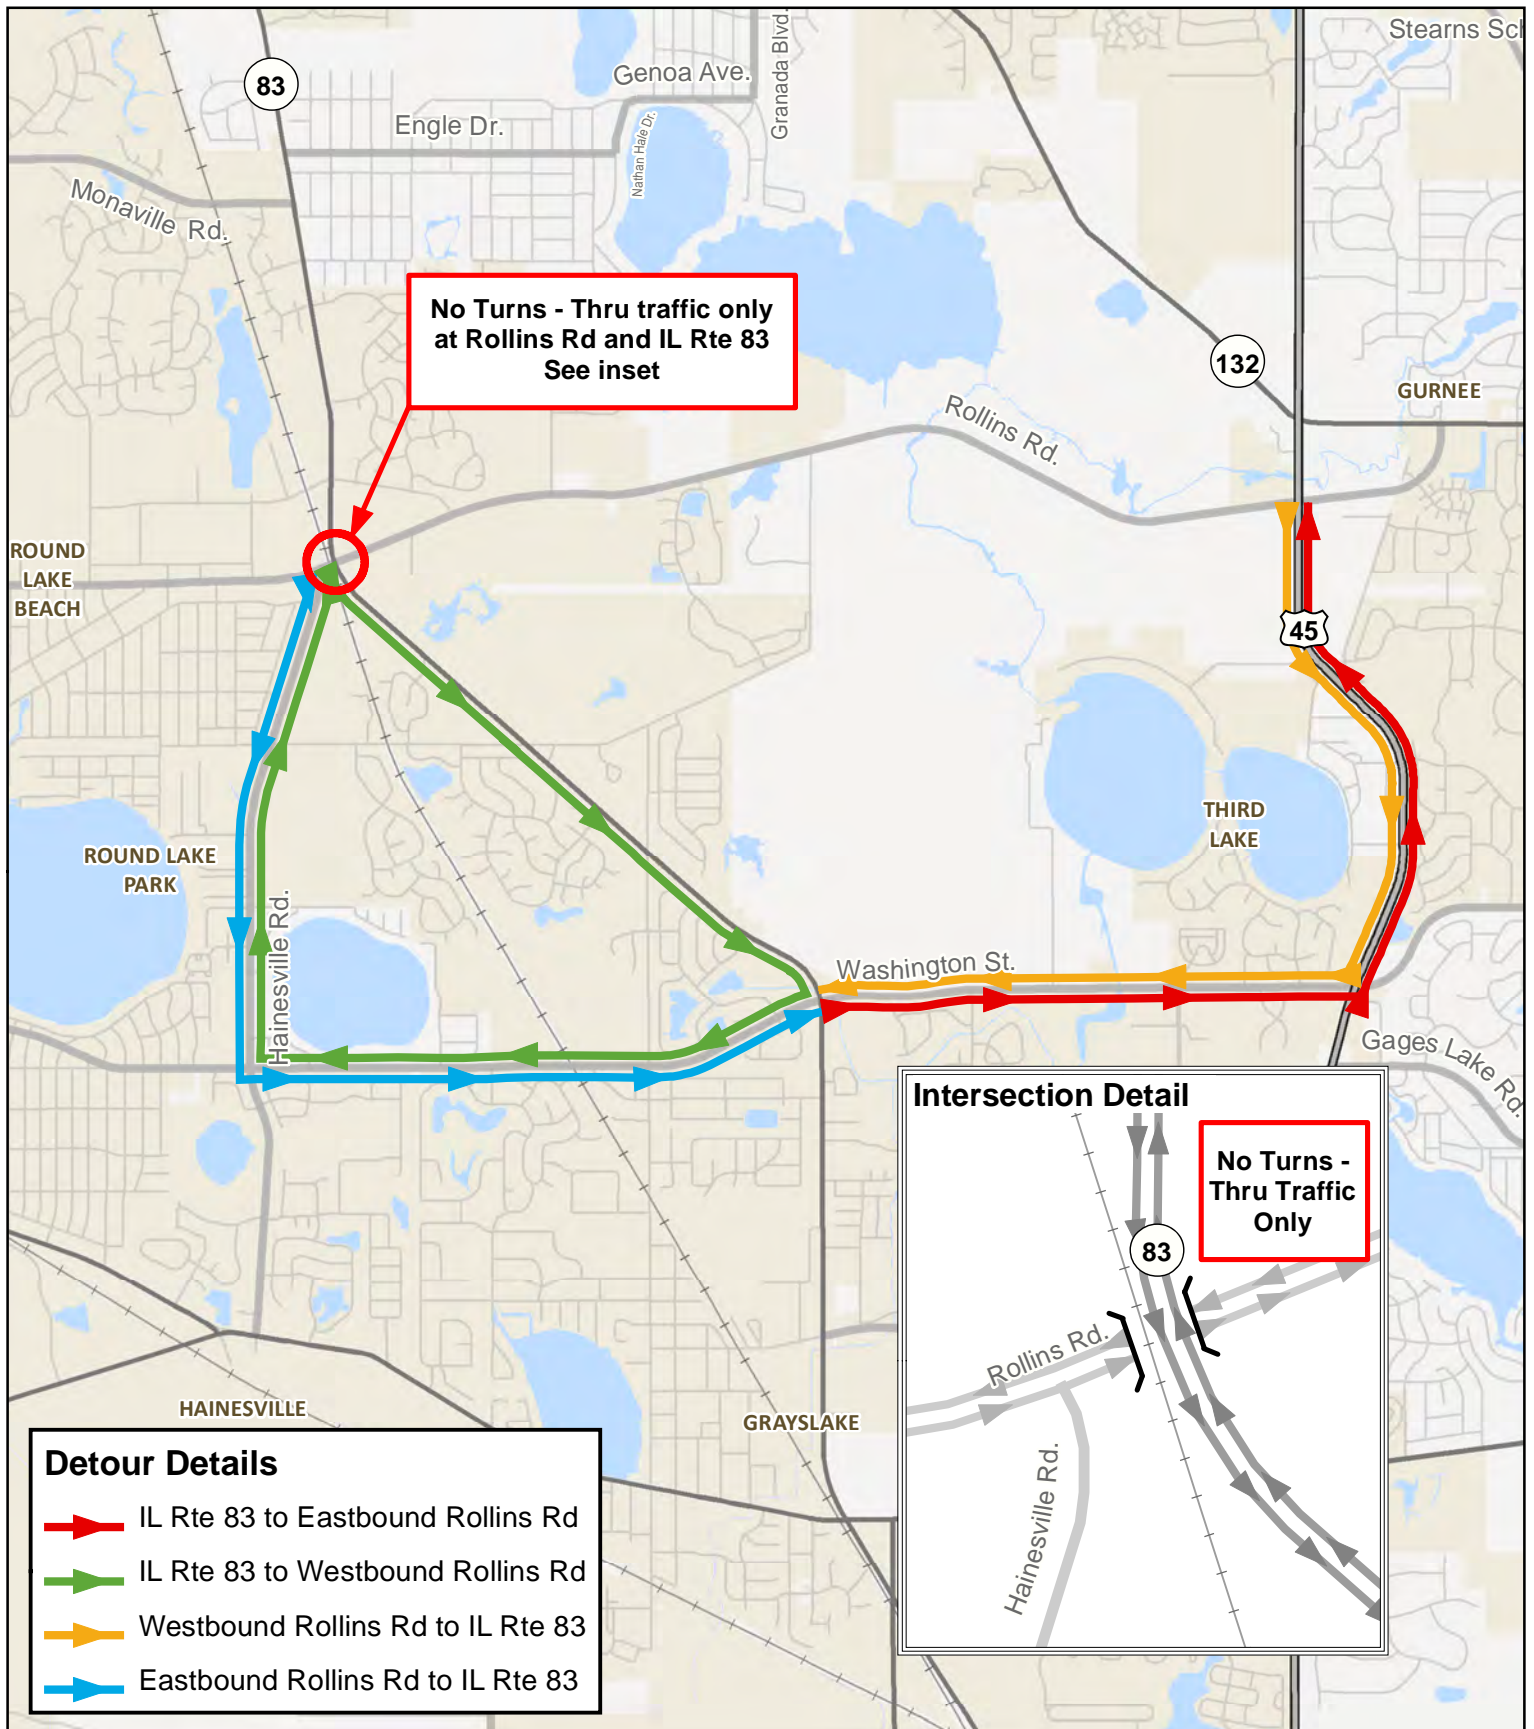 Stearns Sch
83
Genoa Ave.
Granada Blvd.
Engle Dr.
Nathan Hale Dr.
Monaville Rd.
No Turns - Thru traffic only
at Rollins Rd and IL Rte 83
See inset
132
GURNEE
Rollins Rd.
ROUND
LAKE
BEACH
45
THIRD
LAKE
ROUND LAKE
PARK
Hainesville Rd.
Washington St.
Gages Lake Rd.
Intersection Detail
No Turns -
Thru Traffic
Only
83
Rollins Rd.
Hainesville Rd.
HAINESVILLE
GRAYSLAKE
Detour Details
IL Rte 83 to Eastbound Rollins Rd
IL Rte 83 to Westbound Rollins Rd
Westbound Rollins Rd to IL Rte 83
Eastbound Rollins Rd to IL Rte 83